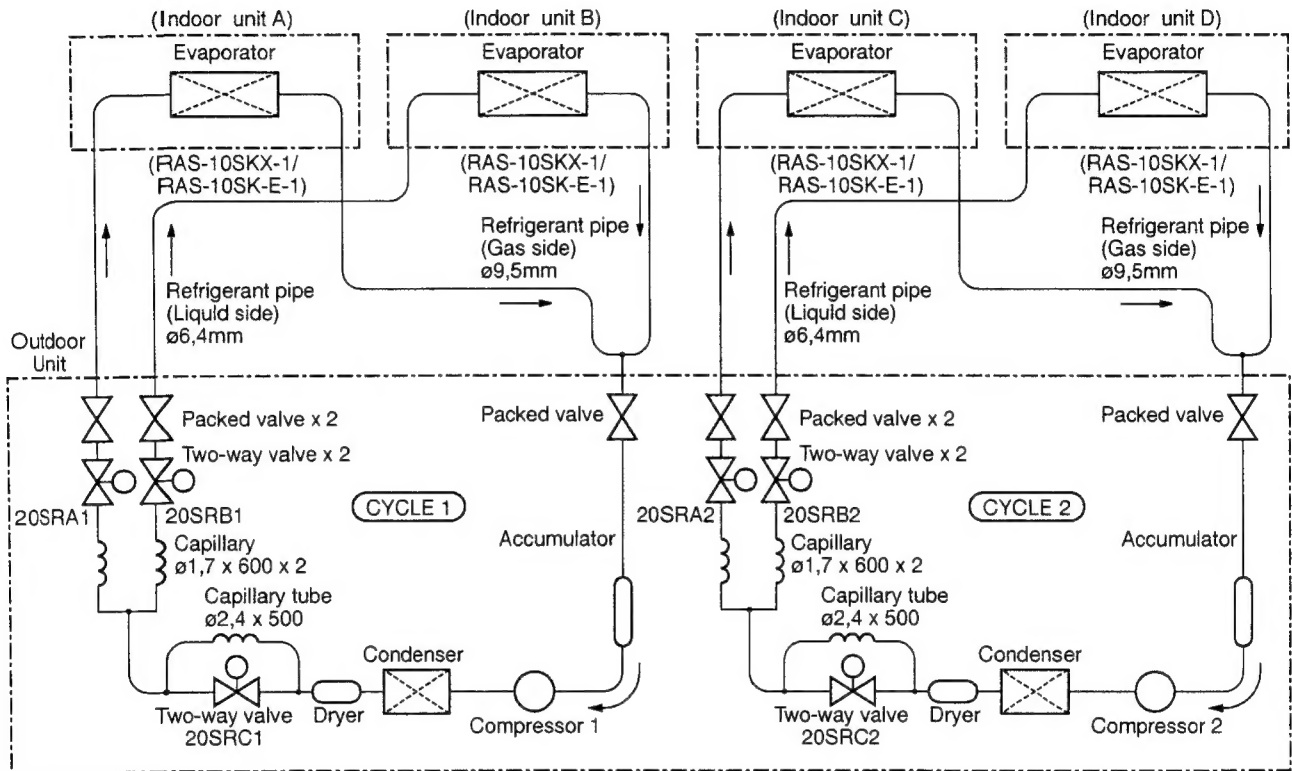 (Indoor unit A)
(Indoor unit B)
(Indoor unit C)
(Indoor unit D)
Evaporator
Evaporator
Evaporator
Evaporator
(RAS-10SKX-1/
RAS-10SK-E-1)
(RAS-10SKX-1/
RAS-10SK-E-1)
(RAS-10SKX-1/
RAS-10SK-E-1)
(RAS-10SKX-1/
RAS-10SK-E-1)
Refrigerant pipe
(Gas side)
ø9,5mm
Refrigerant pipe
(Gas side)
ø9,5mm
Refrigerant pipe
(Liquid side)
ø6,4mm
Refrigerant pipe
(Liquid side)
ø6,4mm
Outdoor
Unit
Packed valve x 2
Packed valve
Packed valve x 2
Packed valve
Two-way valve x 2
Two-way valve x 2
20SRA1
20SRB1
CYCLE 1
20SRA2
20SRB2
CYCLE 2
Capillary
ø1,7 x 600 x 2
Accumulator
Capillary
ø1,7 x 600 x 2
Accumulator
Capillary tube
ø2,4 x 500
Capillary tube
ø2,4 x 500
Condenser
Condenser
Two-way valve
20SRC1
Dryer
Compressor 1
Two-way valve
20SRC2
Dryer
Compressor 2